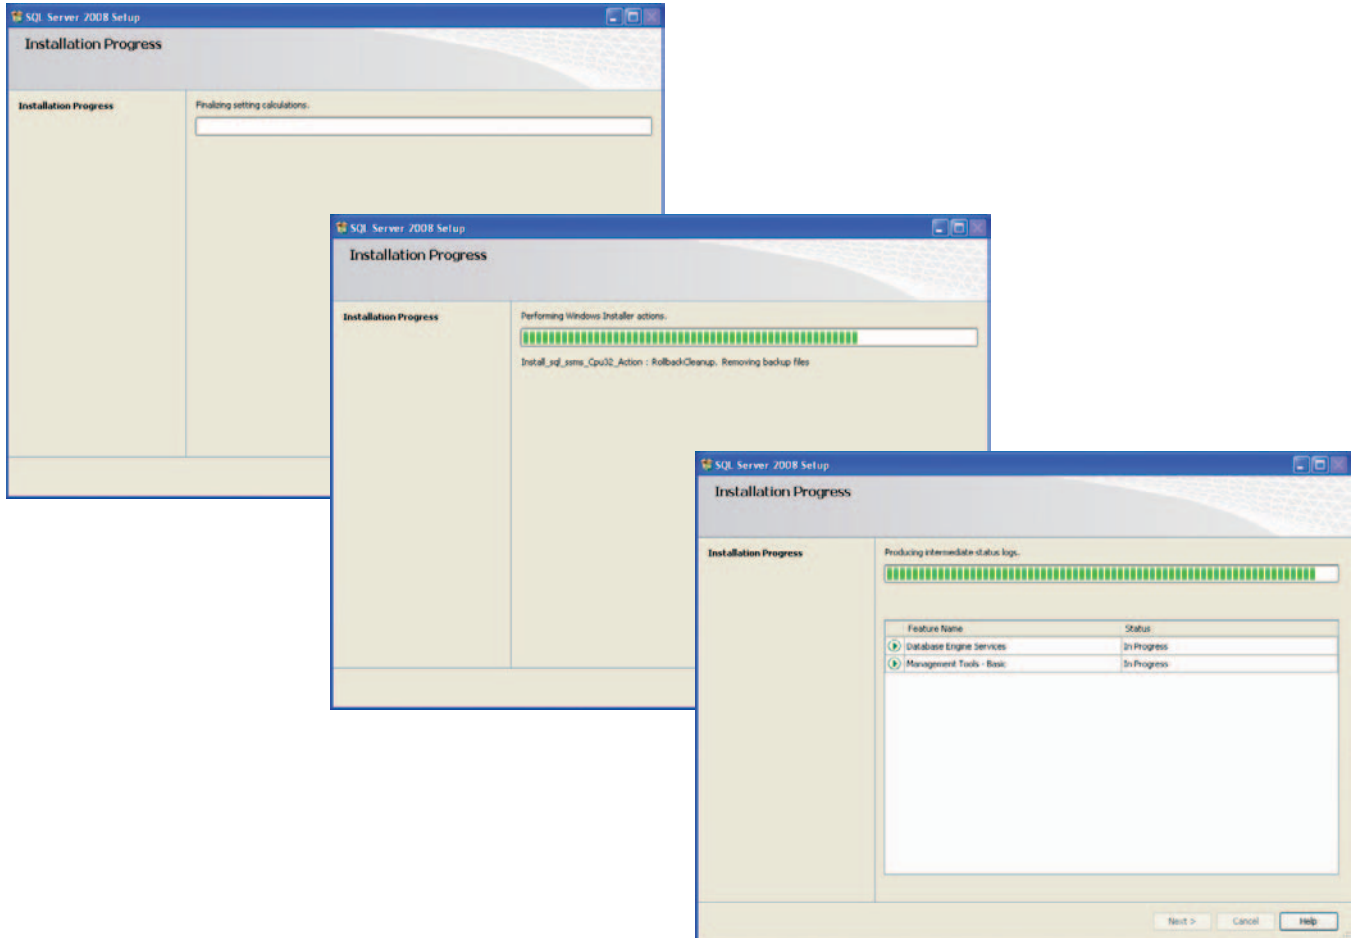 SQL Server 2008 Setup
Installation Progress
Installation Progress
Finalizing setting calculations.
SQL Server 2008 Setup
Installation Progress
Installation Progress
Performing Windows Installer actions.
Install_sql_ssms_Cpu32_Action : RollbackCleanup. Removing backup files
SQL Server 2008 Setup
Installation Progress
Installation Progress
Producing intermediate status logs.
Feature Name Status
Database Engine Services In Progress
Management Tools - Basic In Progress
Next > Cancel Help